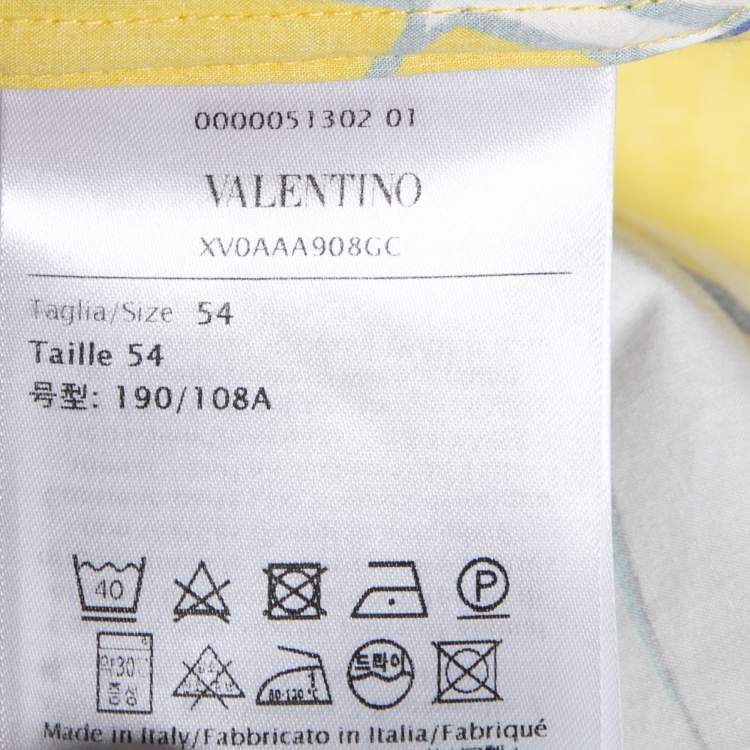 0000051302 01
VALENTINO
XV0AAA908GC
Taglia/Size 54
Taille 54
号型: 190/108A
40 P
약30℃ 80-120℃ 드라이
중성
Made in Italy/Fabbricato in Italia/Fabriqué